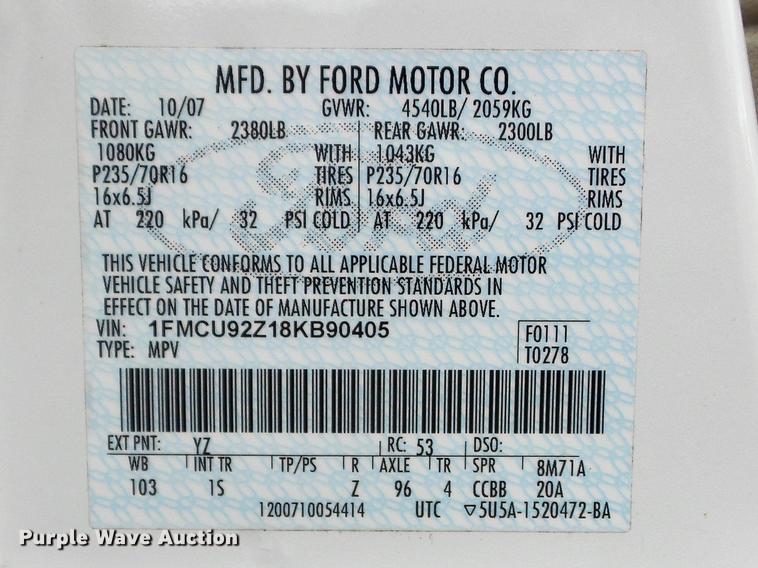 MFD. BY FORD MOTOR CO.
DATE: 10/07 GVWR: 4540LB/ 2059KG
FRONT GAWR: 2380LB REAR GAWR: 2300LB
1080KG WITH 1043KG WITH
P235/70R16 TIRES P235/70R16 TIRES
16x6.5J RIMS 16x6.5J RIMS
AT 220 kPa/ 32 PSI COLD AT 220 kPa/ 32 PSI COLD
Ford
THIS VEHICLE CONFORMS TO ALL APPLICABLE FEDERAL MOTOR
VEHICLE SAFETY AND THEFT PREVENTION STANDARDS IN
EFFECT ON THE DATE OF MANUFACTURE SHOWN ABOVE.
VIN: 1FMCU92Z18KB90405 F0111
TYPE: MPV T0278
EXT PNT: YZ RC: 53 DSO:
WB INT TR TP/PS R AXLE TR SPR 8M71A
103 1S Z 96 4 CCBB 20A
1200710054414 UTC ▽5U5A-1520472-BA
Purple Wave Auction